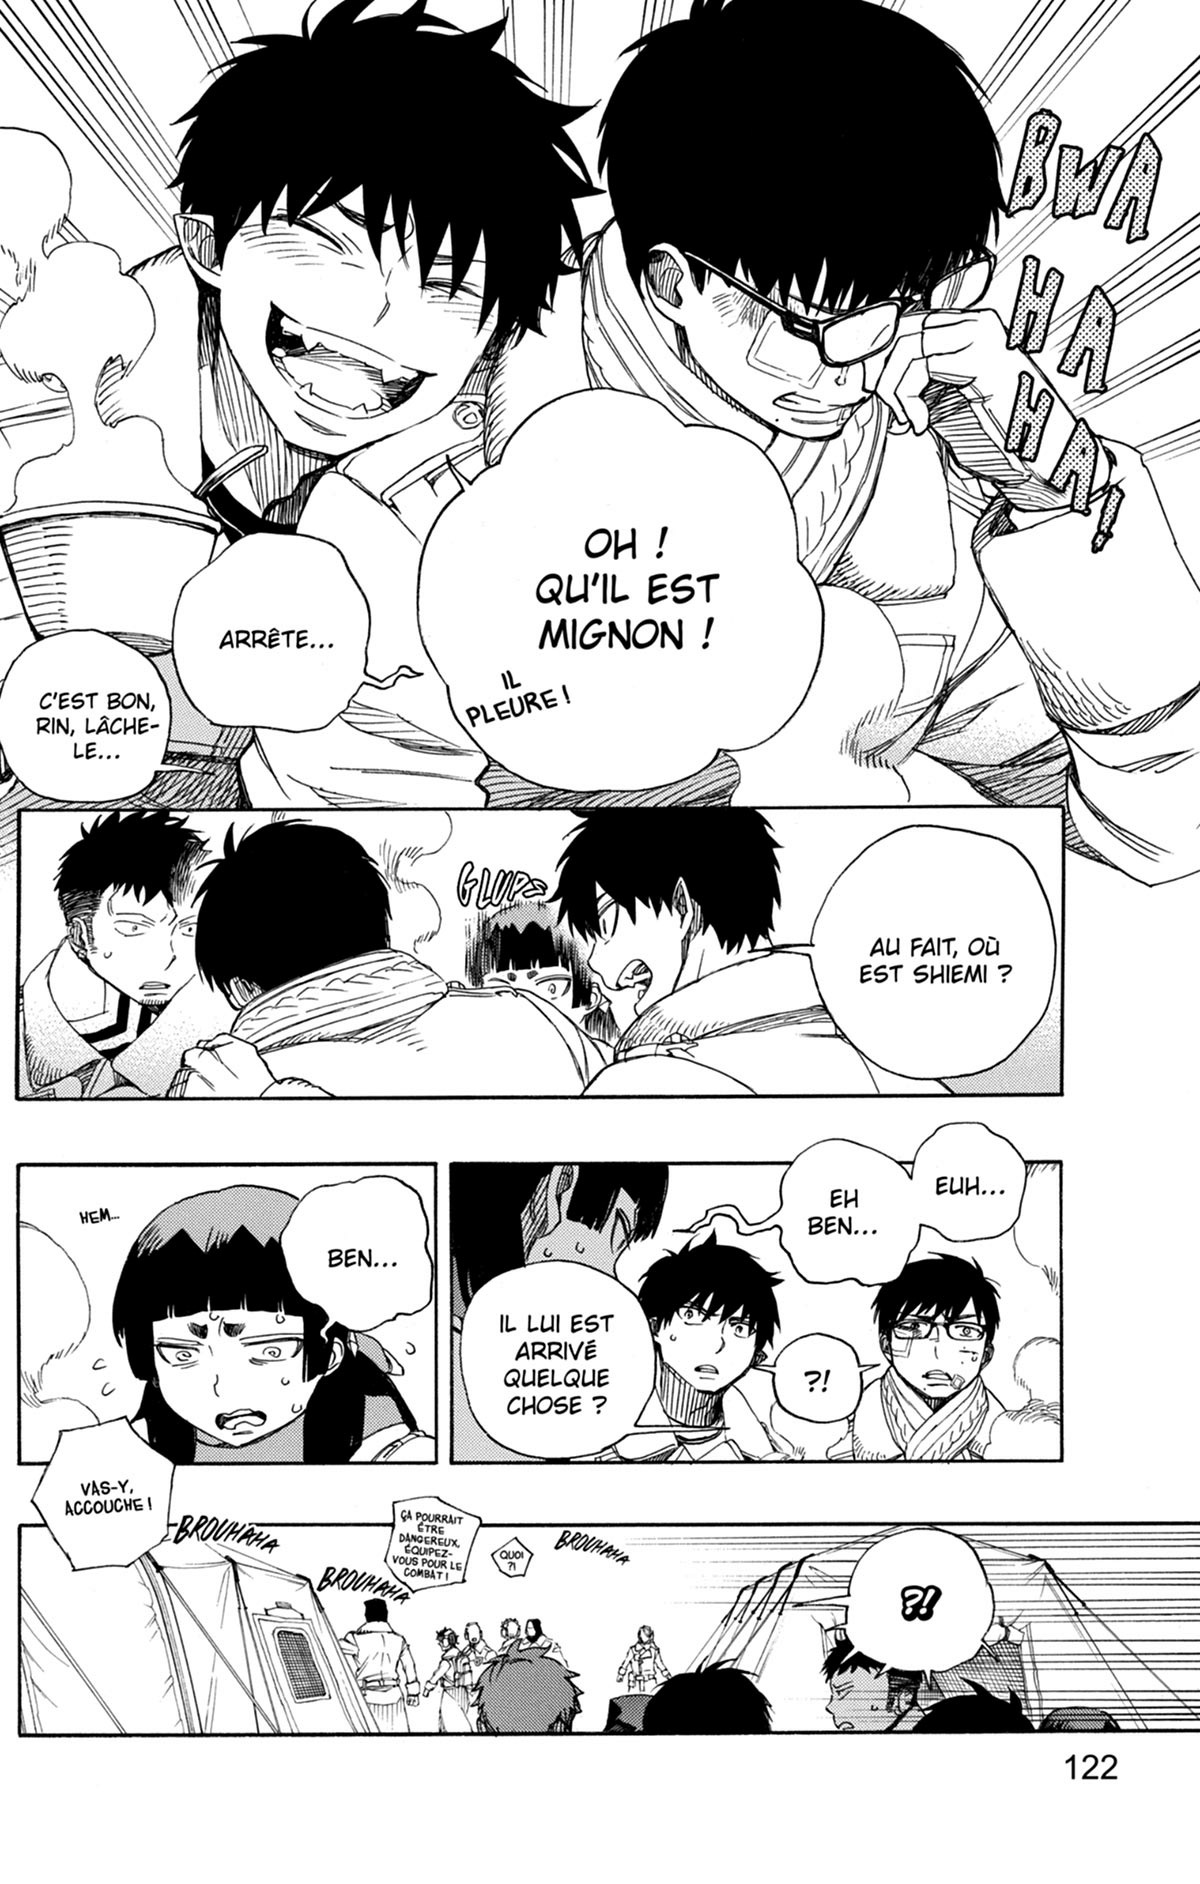 BWA
HA
HA!
OH !
QU'IL EST
MIGNON !
IL
PLEURE !
ARRÊTE...
C'EST BON,
RIN, LÂCHE-
LE...
GLUPS
AU FAIT, OÙ
EST SHIEMI ?
HEM...
BEN...
EUH...
EH
BEN...
IL LUI EST
ARRIVÉ
QUELQUE
CHOSE ?
?!
VAS-Y,
ACCOUCHE !
BROUHAHA
BROUHAHA
ÇA POURRAIT
ÊTRE
DANGEREUX,
ÉQUIPEZ-
VOUS POUR LE
COMBAT !
QUOI
?!
BROUHAHA
?!
122